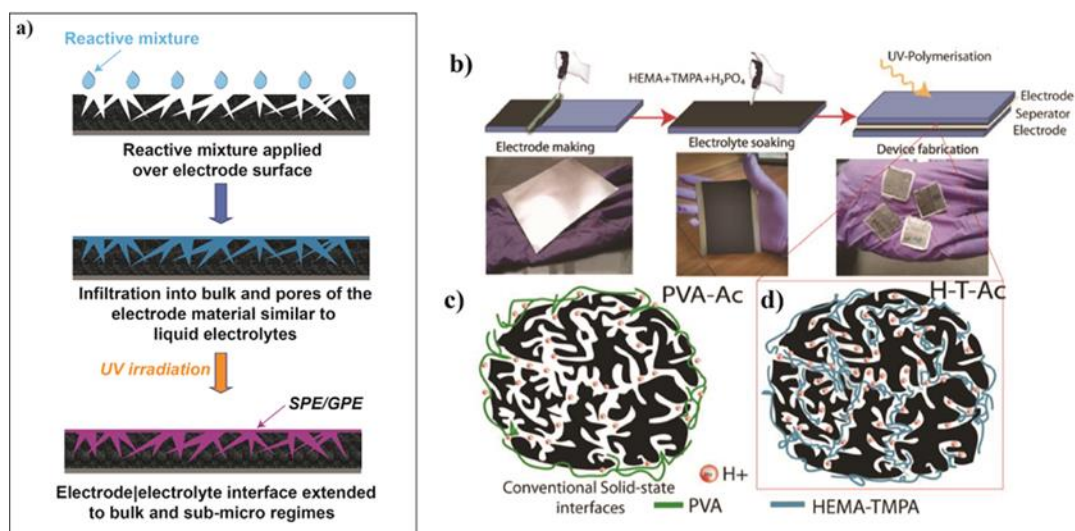 a)
Reactive mixture
Reactive mixture applied
over electrode surface
Infiltration into bulk and pores of the
electrode material similar to
liquid electrolytes
UV irradiation
SPE/GPE
Electrode|electrolyte interface extended
to bulk and sub-micro regimes
b)
HEMA+TMPA+H₃PO₄
UV-Polymerisation
Electrode
Seperator
Electrode
Electrode making
Electrolyte soaking
Device fabrication
c)
PVA-Ac
d)
H-T-Ac
Conventional Solid-state
interfaces
H+
PVA
HEMA-TMPA